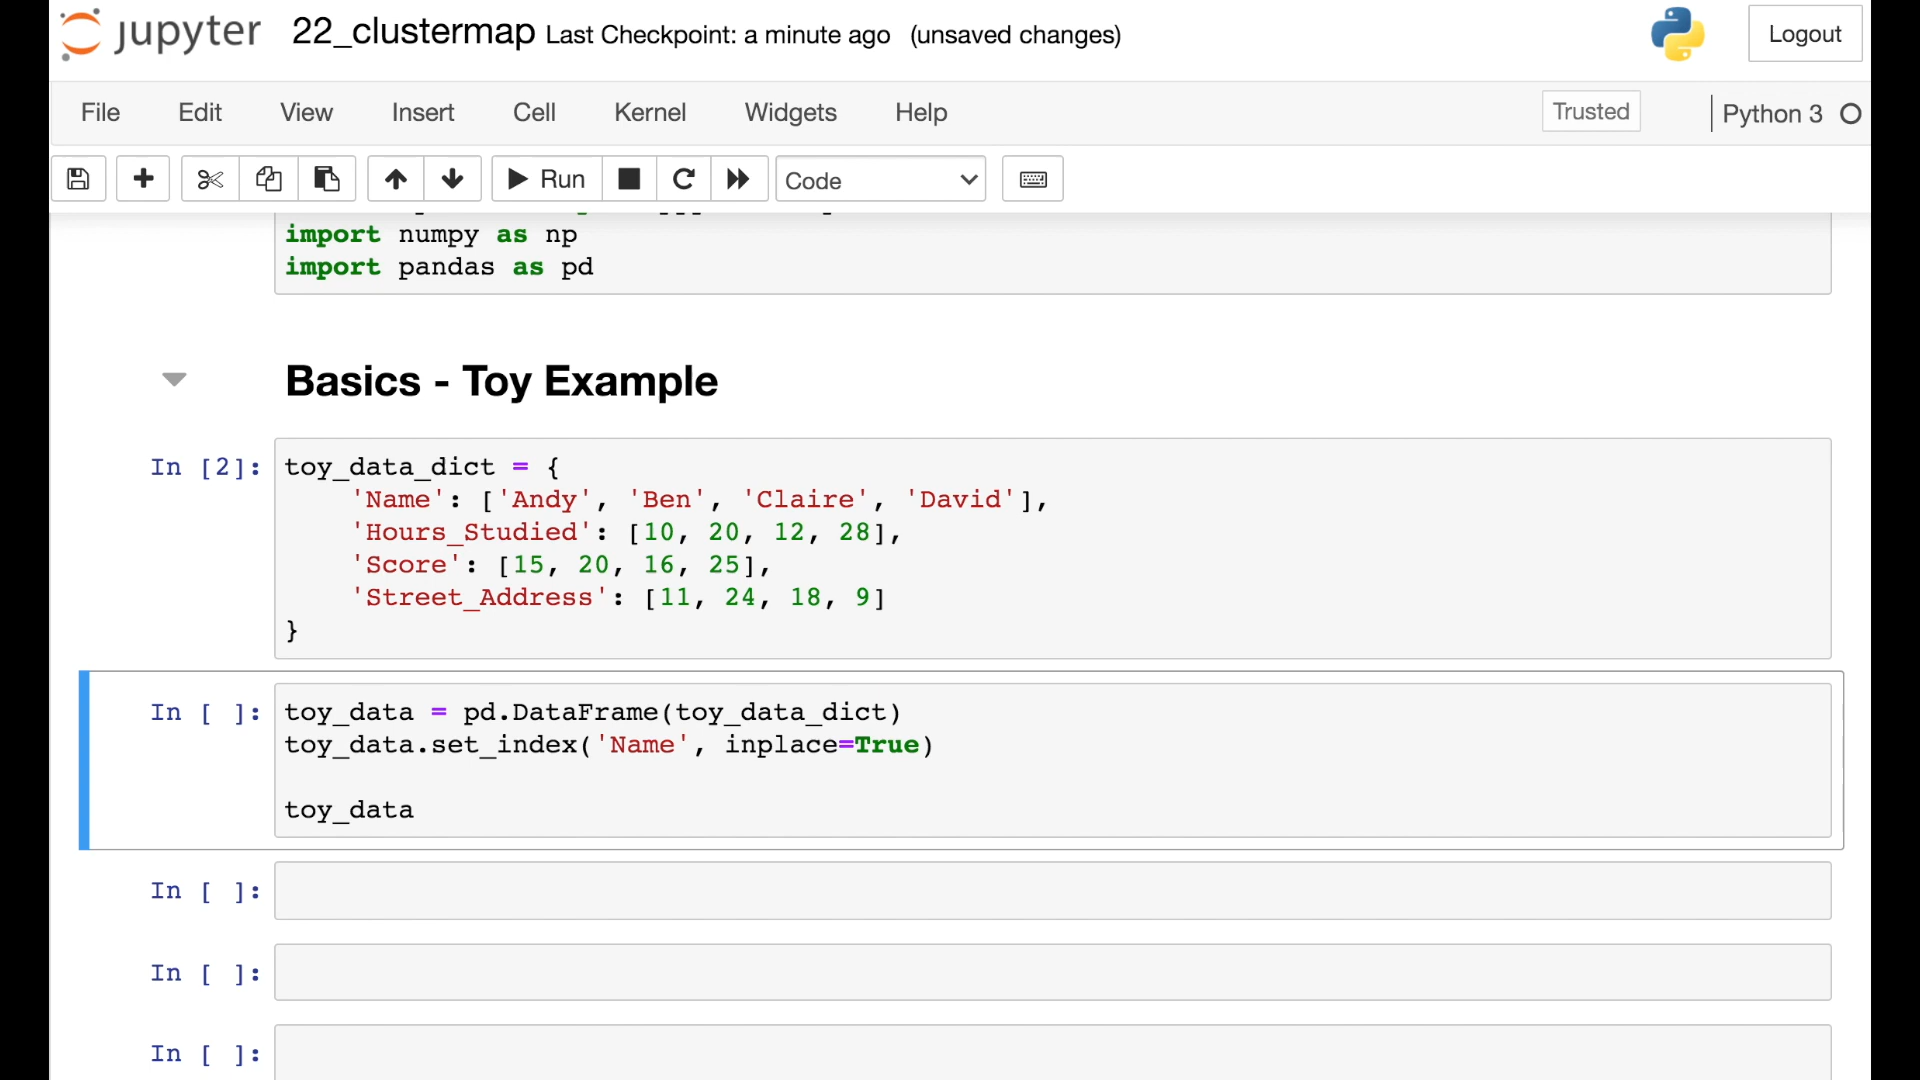 jupyter 22_clustermap Last Checkpoint: a minute ago (unsaved changes) Logout
File Edit View Insert Cell Kernel Widgets Help Trusted Python 3
Run Code
import numpy as np
import pandas as pd
Basics - Toy Example
In [2]: toy_data_dict = {
'Name': ['Andy', 'Ben', 'Claire', 'David'],
'Hours_Studied': [10, 20, 12, 28],
'Score': [15, 20, 16, 25],
'Street_Address': [11, 24, 18, 9]
}
In [ ]: toy_data = pd.DataFrame(toy_data_dict)
toy_data.set_index('Name', inplace=True)
toy_data
In [ ]:
In [ ]:
In [ ]: